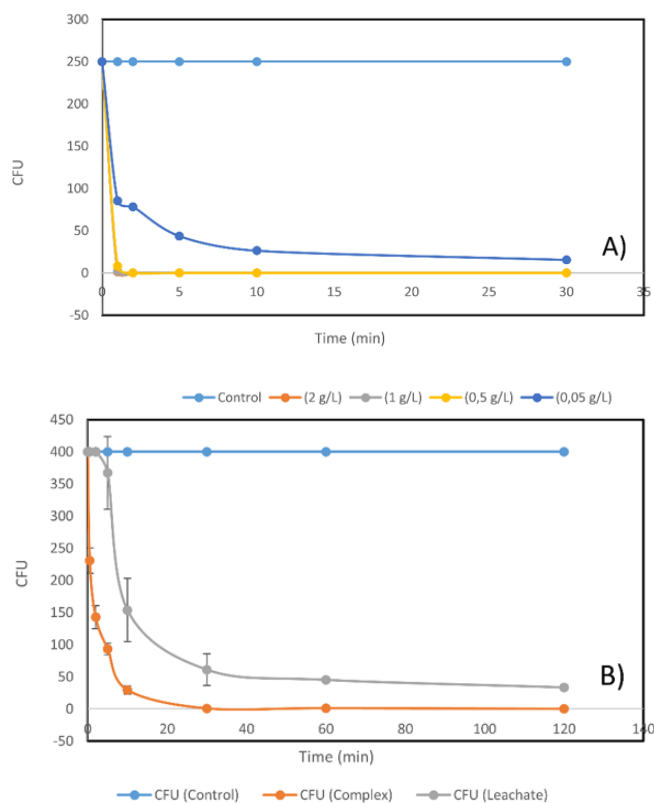 300
250
200
150
100
50
0
-50
CFU
0 5 10 15 20 25 30 35
Time (min)
A)
Control (2 g/L) (1 g/L) (0,5 g/L) (0,05 g/L)
450
400
350
300
250
200
150
100
50
0
-50
CFU
0 20 40 60 80 100 120 140
Time (min)
B)
CFU (Control) CFU (Complex) CFU (Leachate)